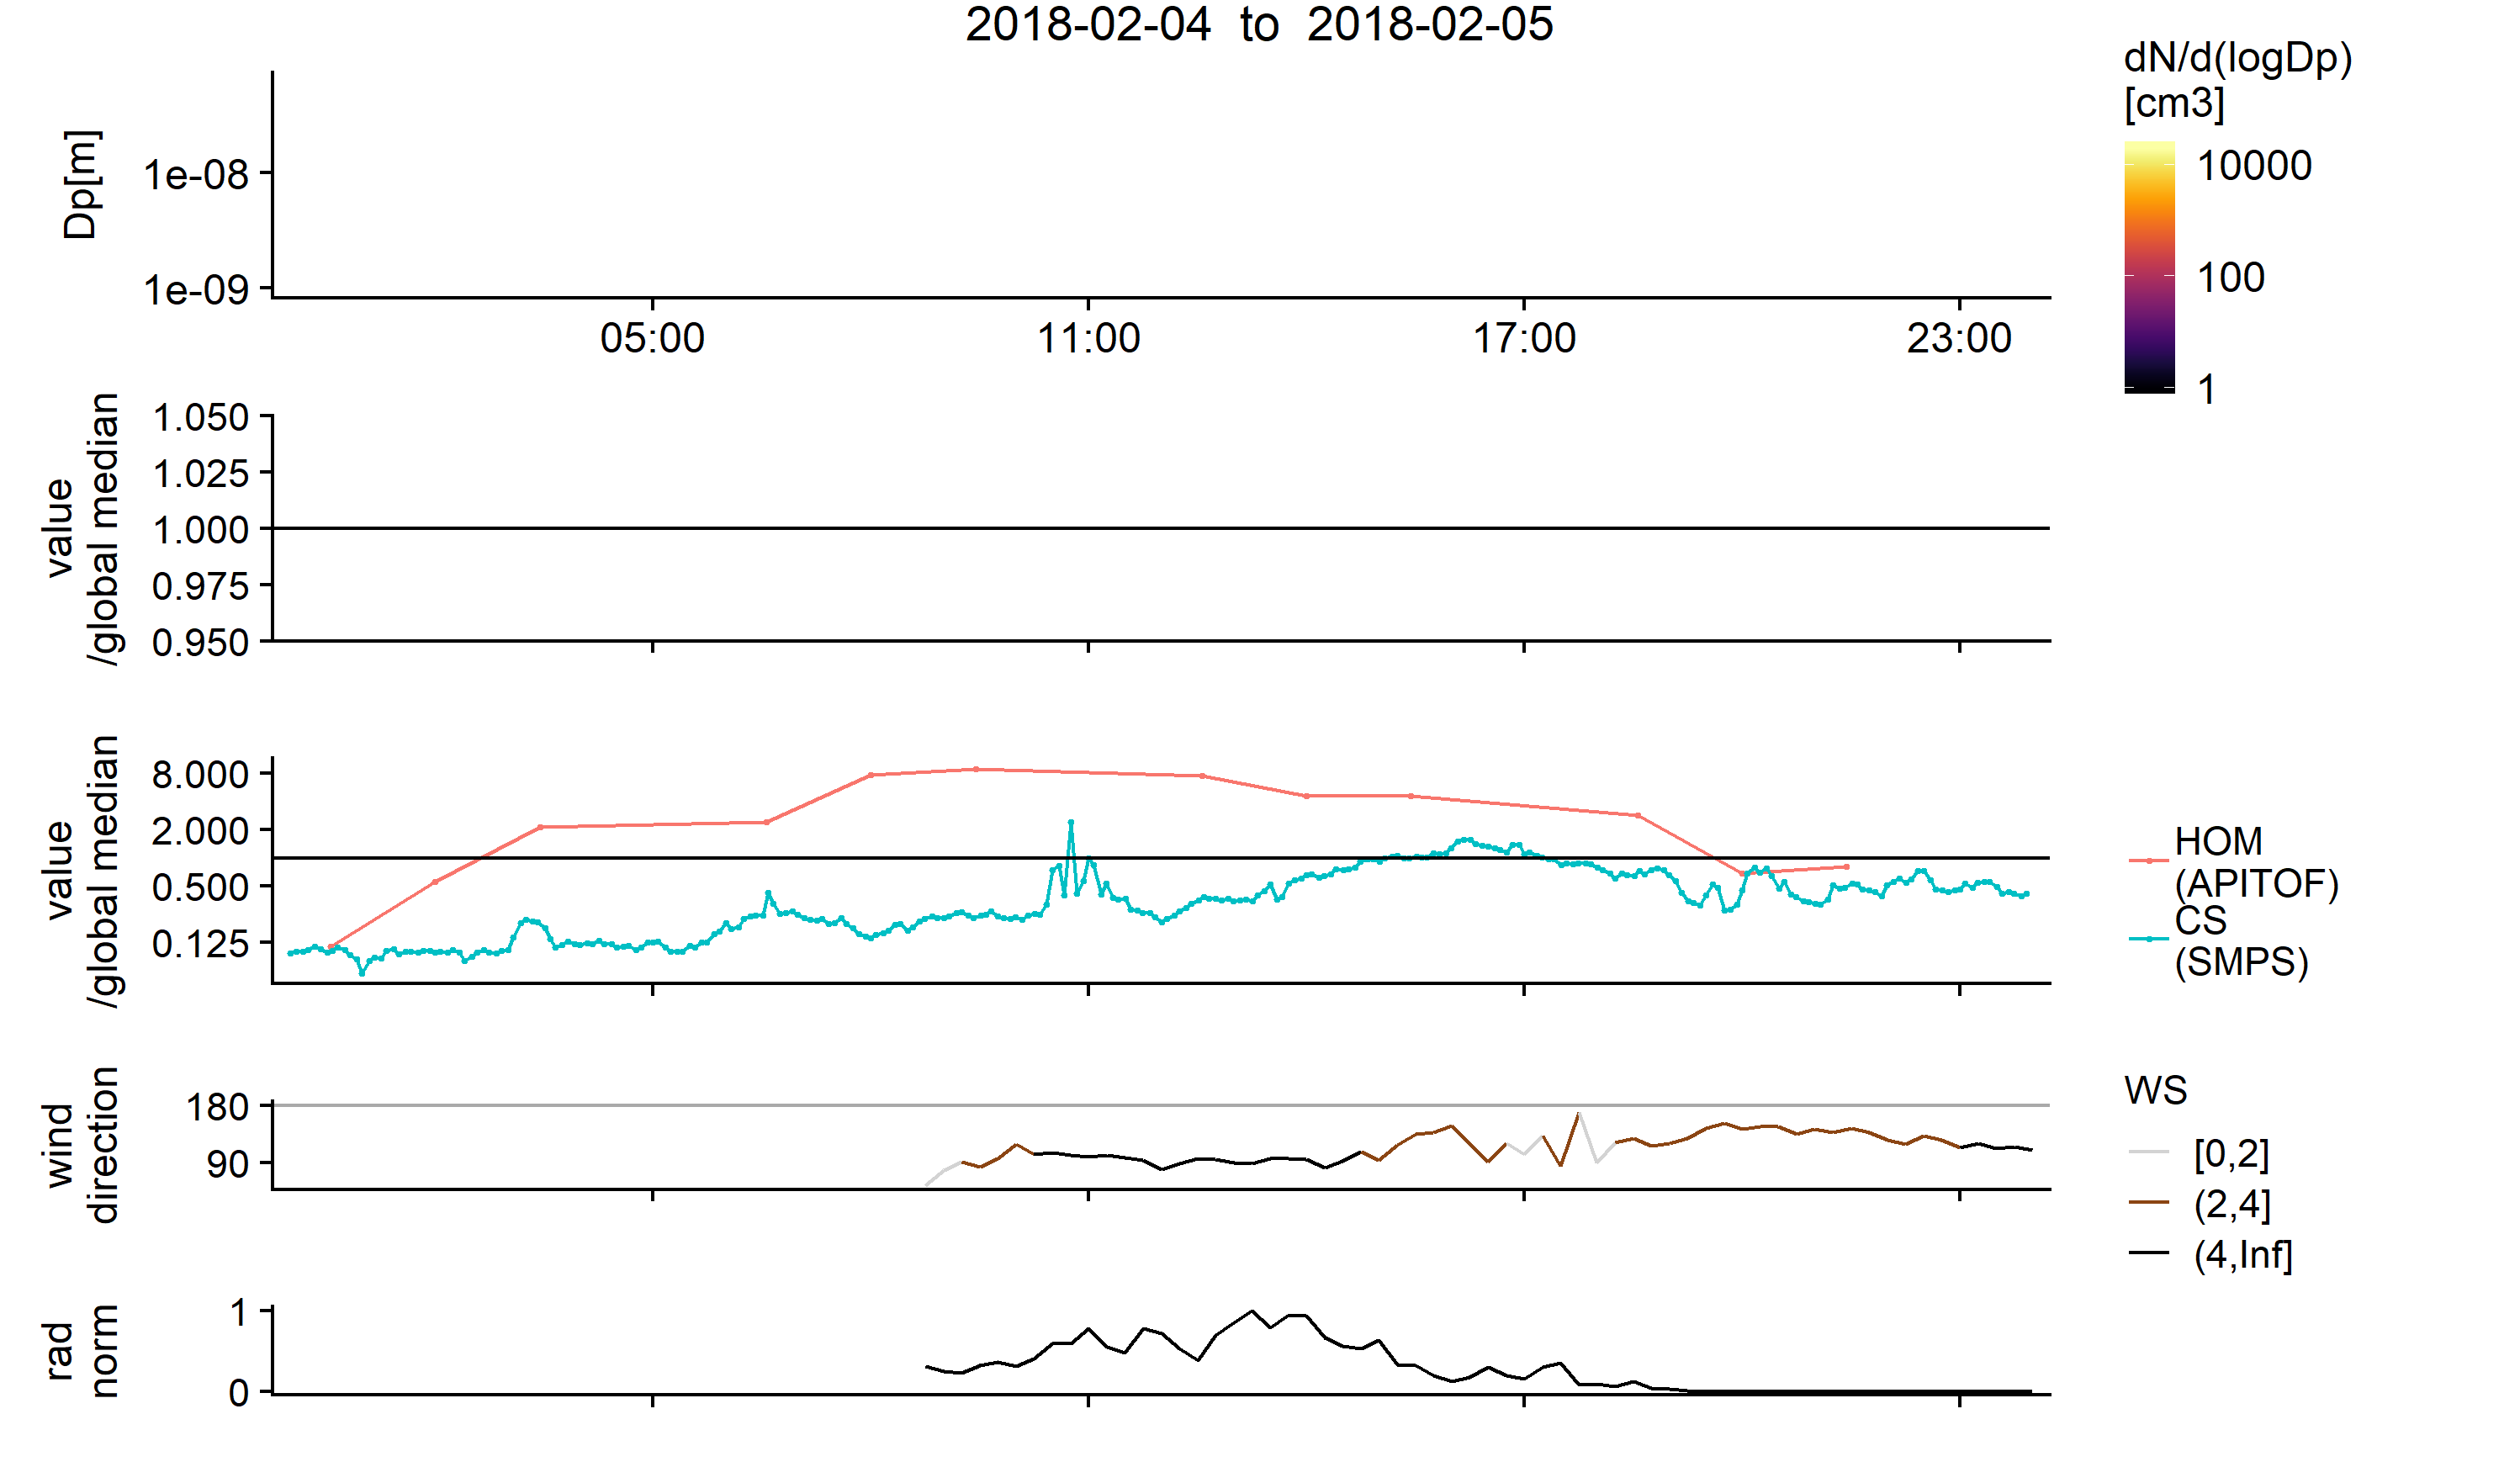 2018-02-04  to  2018-02-05
Dp[m]
1e-08
1e-09
05:00
11:00
17:00
23:00
dN/d(logDp)
[cm3]
10000
100
1
value
/global median
1.050
1.025
1.000
0.975
0.950
value
/global median
8.000
2.000
0.500
0.125
HOM
(APITOF)
CS
(SMPS)
wind
direction
180
90
WS
[0,2]
(2,4]
(4,Inf]
rad
norm
1
0